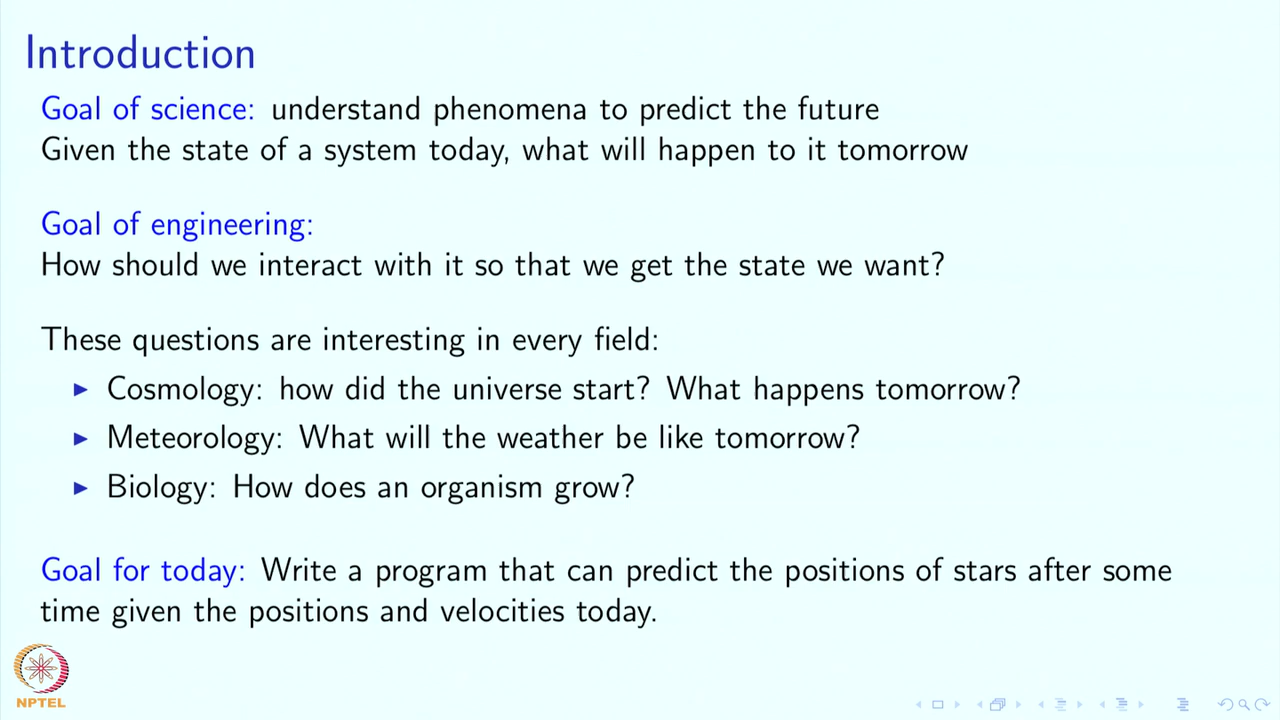 Introduction
Goal of science: understand phenomena to predict the future
Given the state of a system today, what will happen to it tomorrow
Goal of engineering:
How should we interact with it so that we get the state we want?
These questions are interesting in every field:
▶ Cosmology: how did the universe start? What happens tomorrow?
▶ Meteorology: What will the weather be like tomorrow?
▶ Biology: How does an organism grow?
Goal for today: Write a program that can predict the positions of stars after some
time given the positions and velocities today.
NPTEL